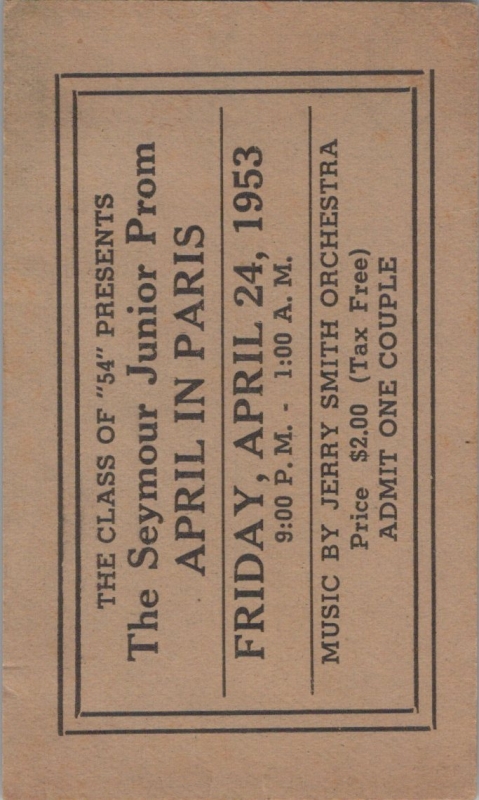 THE CLASS OF "54" PRESENTS
The Seymour Junior Prom
APRIL IN PARIS
FRIDAY, APRIL 24, 1953
9:00 P. M. - 1:00 A. M.
MUSIC BY JERRY SMITH ORCHESTRA
Price $2.00 (Tax Free)
ADMIT ONE COUPLE